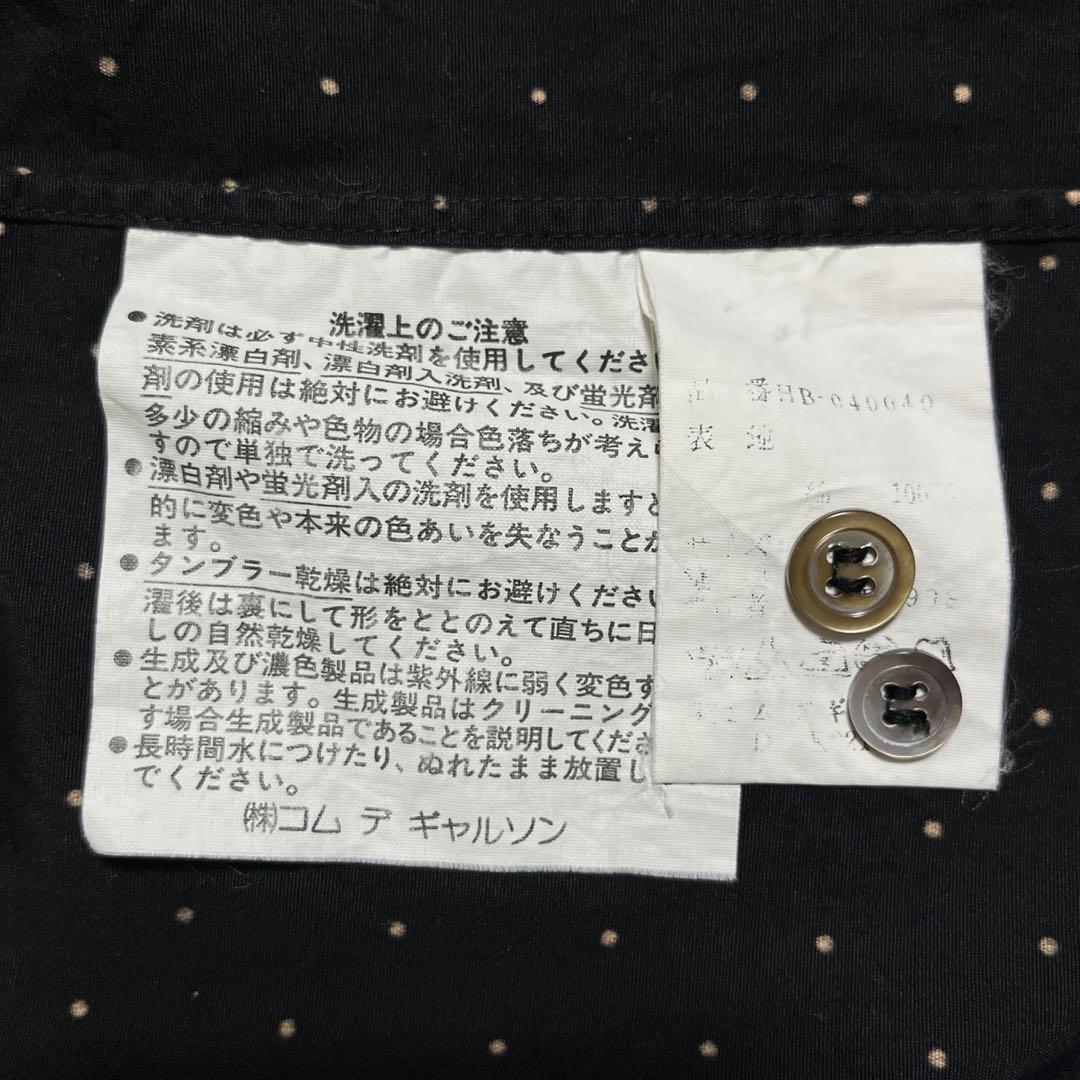 洗濯上のご注意
● 洗剤は必ず中性洗剤を使用してくださ
素系漂白剤、漂白剤入洗剤、及び蛍光剤
剤の使用は絶対にお避けください。洗濯
多少の縮みや色物の場合色落ちが考え
すので単独で洗ってください。
● 漂白剤や蛍光剤入の洗剤を使用しますと
的に変色や本来の色あいを失なうことが
ます。
● タンブラー乾燥は絶対にお避けくださ
濯後は裏にして形をととのえて直ちに日
しの自然乾燥してください。
● 生成及び濃色製品は紫外線に弱く変色す
とがあります。生成製品はクリーニング
す場合生成製品であることを説明してくださ
● 長時間水につけたり、ぬれたまま放置し
でください。
㈱コム デ ギャルソン
品 番HB-040040
表 地
綿 100